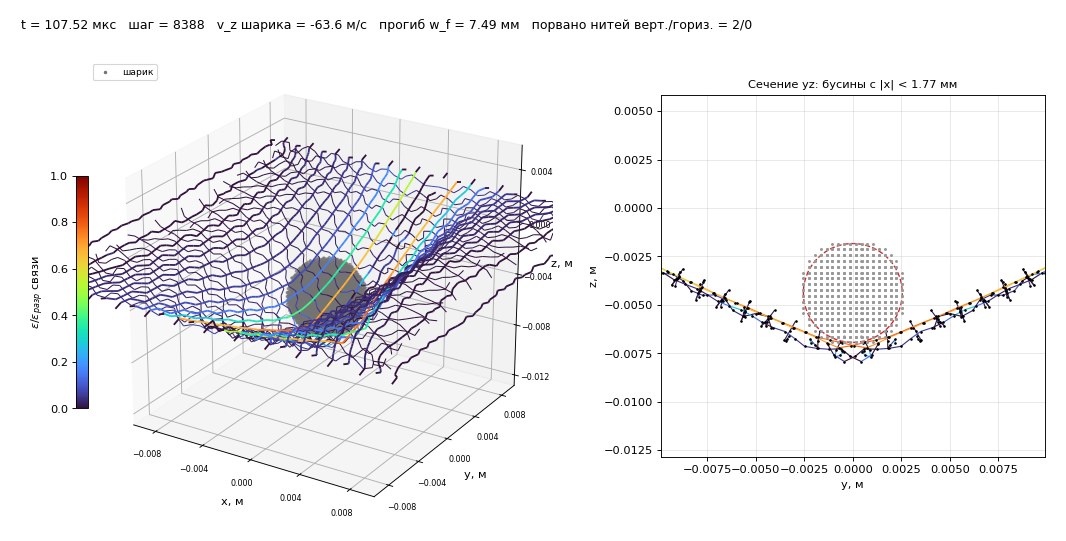 t = 107.52 мкс   шаг = 8388   v_z шарика = -63.6 м/с   прогиб w_f = 7.49 мм   порвано нитей верт./гориз. = 2/0
шарик
1.0
0.8
0.6
0.4
0.2
0.0
ε/ε_разр связи
0.004
0.000
−0.004
−0.008
−0.012
z, м
−0.008
−0.004
0.000
0.004
0.008
x, м
−0.008
−0.004
0.000
0.004
0.008
y, м
Сечение yz: бусины с |x| < 1.77 мм
0.0050
0.0025
0.0000
−0.0025
−0.0050
−0.0075
−0.0100
−0.0125
z, м
−0.0075 −0.0050 −0.0025 0.0000 0.0025 0.0050 0.0075
y, м